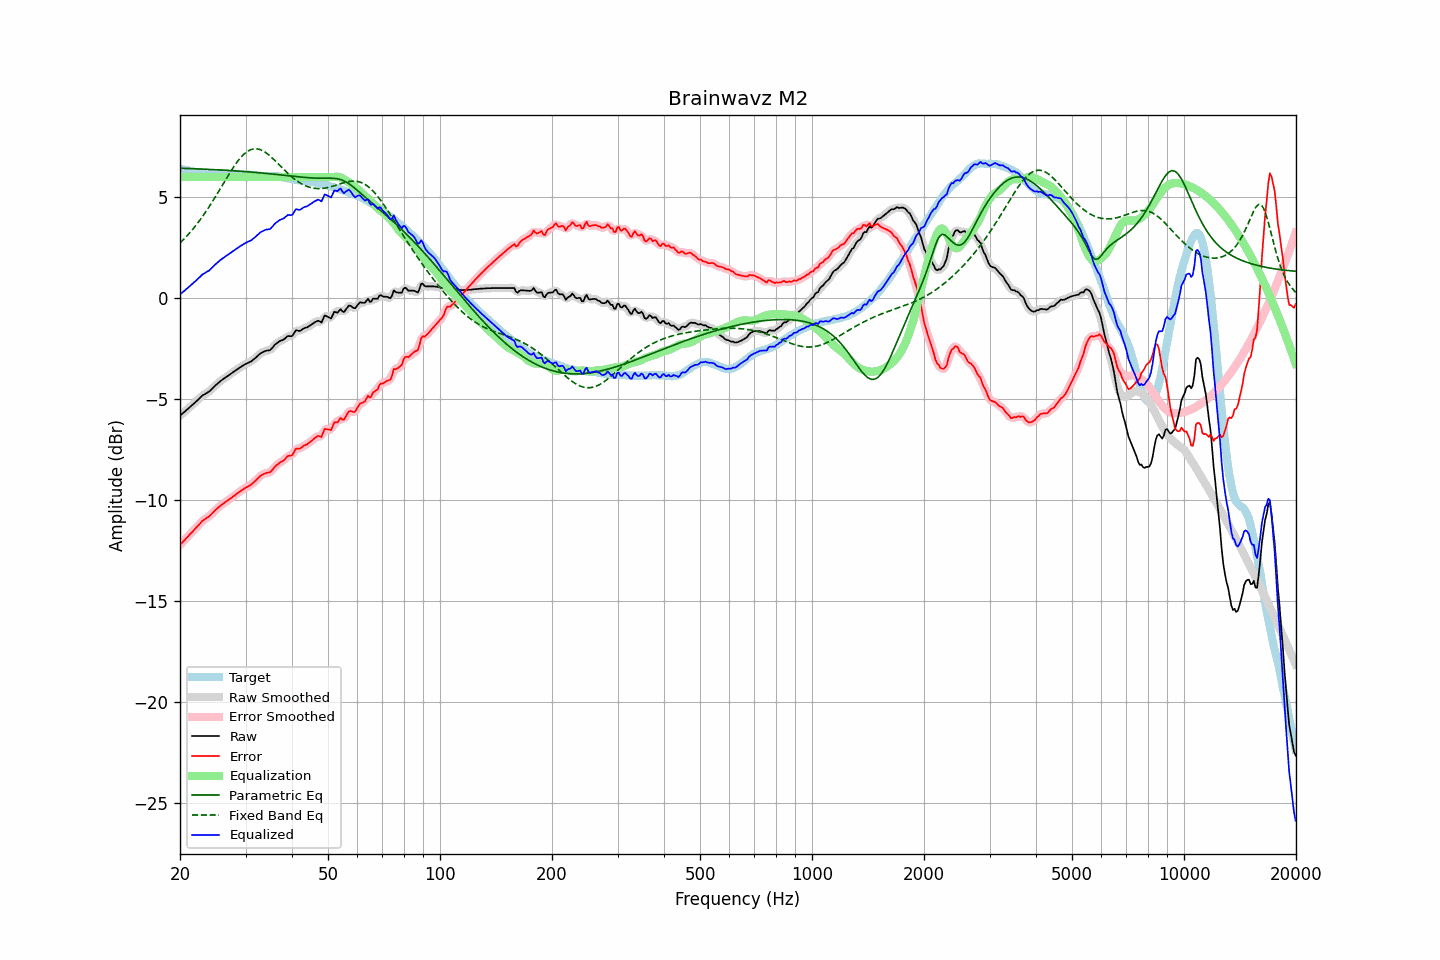 Brainwavz M2
Amplitude (dBr)
5
0
−5
−10
−15
−20
−25
Target
Raw Smoothed
Error Smoothed
Raw
Error
Equalization
Parametric Eq
Fixed Band Eq
Equalized
20 50 100 200 500 1000 2000 5000 10000 20000
Frequency (Hz)